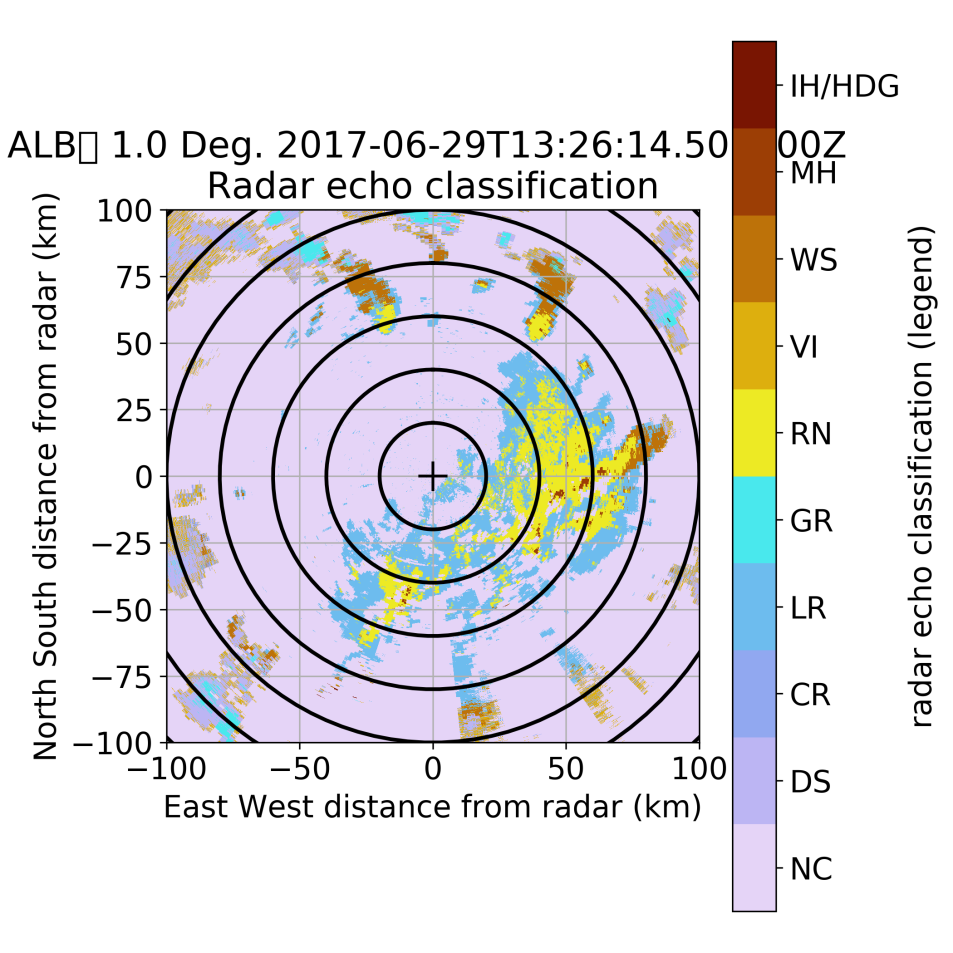 ALB 1.0 Deg. 2017-06-29T13:26:14.50 00Z
Radar echo classification
100
75
50
25
0
−25
−50
−75
−100
−100 −50 0 50 100
East West distance from radar (km)
North South distance from radar (km)
IH/HDG
MH
WS
VI
RN
GR
LR
CR
DS
NC
radar echo classification (legend)